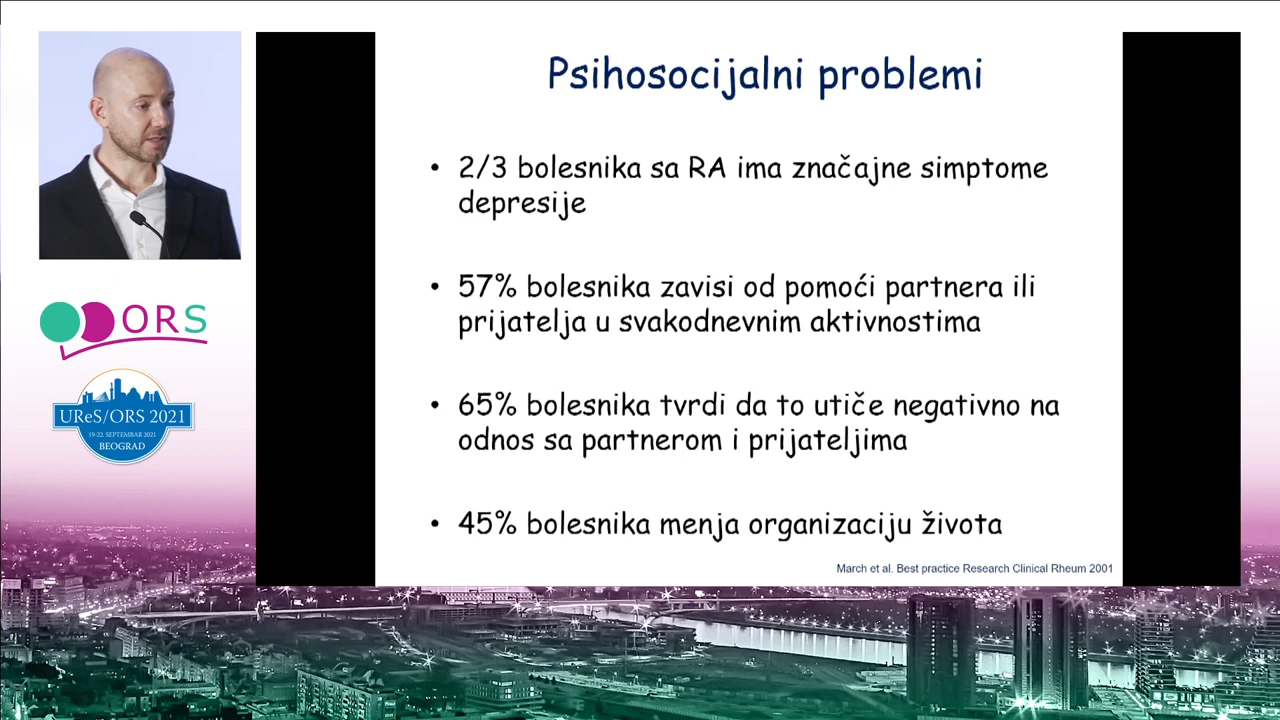 Psihosocijalni problemi
• 2/3 bolesnika sa RA ima značajne simptome
depresije
• 57% bolesnika zavisi od pomoći partnera ili
prijatelja u svakodnevnim aktivnostima
• 65% bolesnika tvrdi da to utiče negativno na
odnos sa partnerom i prijateljima
• 45% bolesnika menja organizaciju života
March et al. Best practice Research Clinical Rheum 2001
ORS
UReS/ORS 2021
19-22. SEPTEMBAR 2021
BEOGRAD